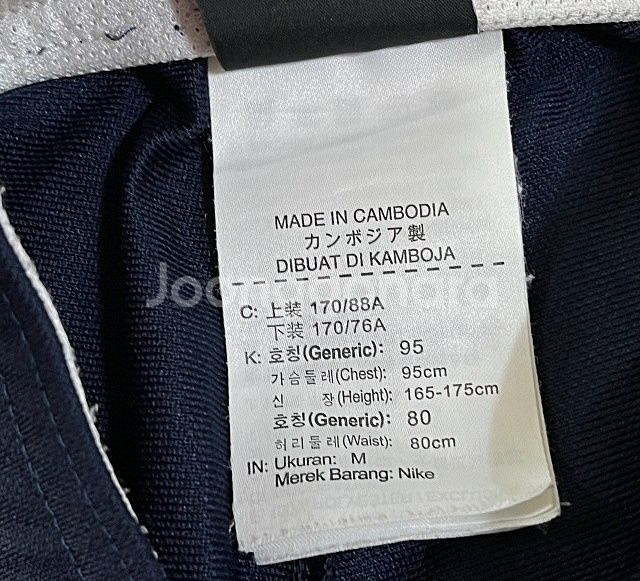 MADE IN CAMBODIA
カンボジア製
DIBUAT DI KAMBOJA
C: 上装 170/88A
下装 170/76A
K: 호칭(Generic): 95
가슴둘레(Chest): 95cm
신 장(Height): 165-175cm
호칭(Generic): 80
허리둘레(Waist): 80cm
IN: Ukuran: M
Merek Barang: Nike